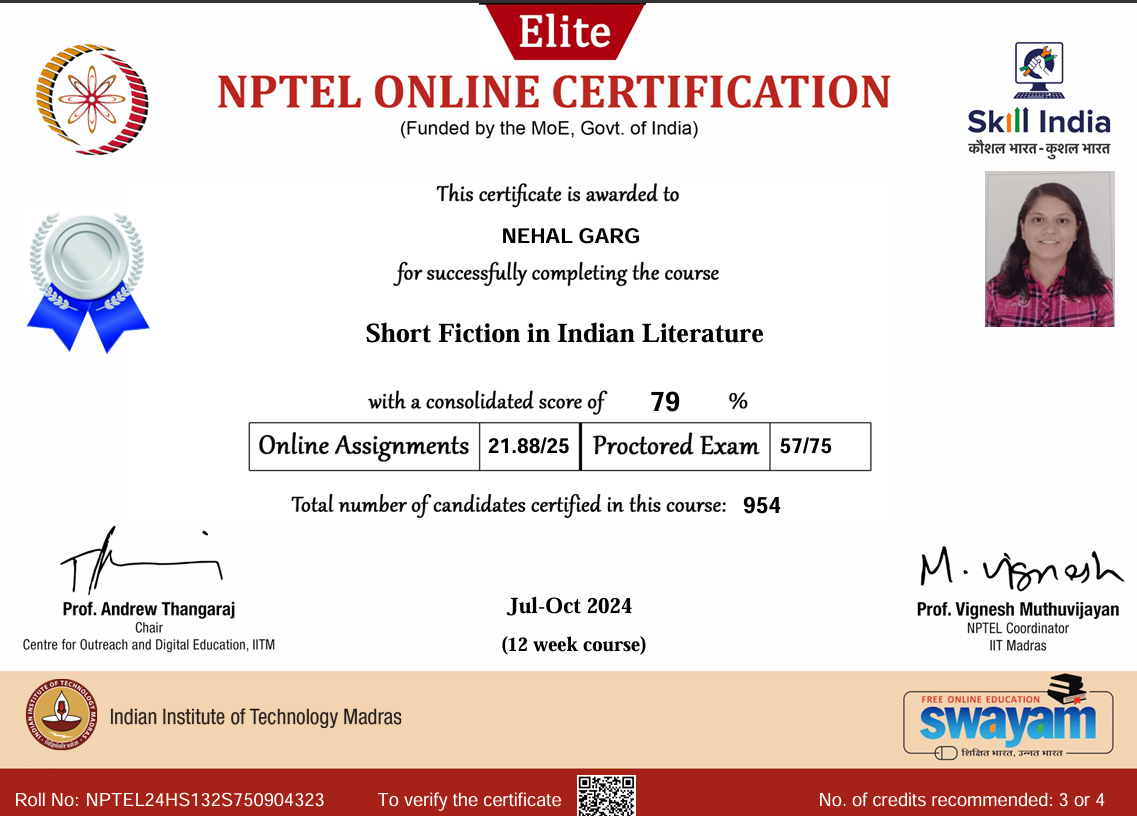 Elite
NPTEL ONLINE CERTIFICATION
(Funded by the MoE, Govt. of India)
Skill India
कौशल भारत - कुशल भारत
This certificate is awarded to
NEHAL GARG
for successfully completing the course
Short Fiction in Indian Literature
with a consolidated score of 79 %
Online Assignments 21.88/25 Proctored Exam 57/75
Total number of candidates certified in this course: 954
M. Vignesh
Prof. Andrew Thangaraj
Chair
Centre for Outreach and Digital Education, IITM
Jul-Oct 2024
(12 week course)
Prof. Vignesh Muthuvijayan
NPTEL Coordinator
IIT Madras
INDIAN INSTITUTE OF TECHNOLOGY MADRAS
Indian Institute of Technology Madras
FREE ONLINE EDUCATION
swayam
शिक्षित भारत, उन्नत भारत
Roll No: NPTEL24HS132S750904323
To verify the certificate
No. of credits recommended: 3 or 4